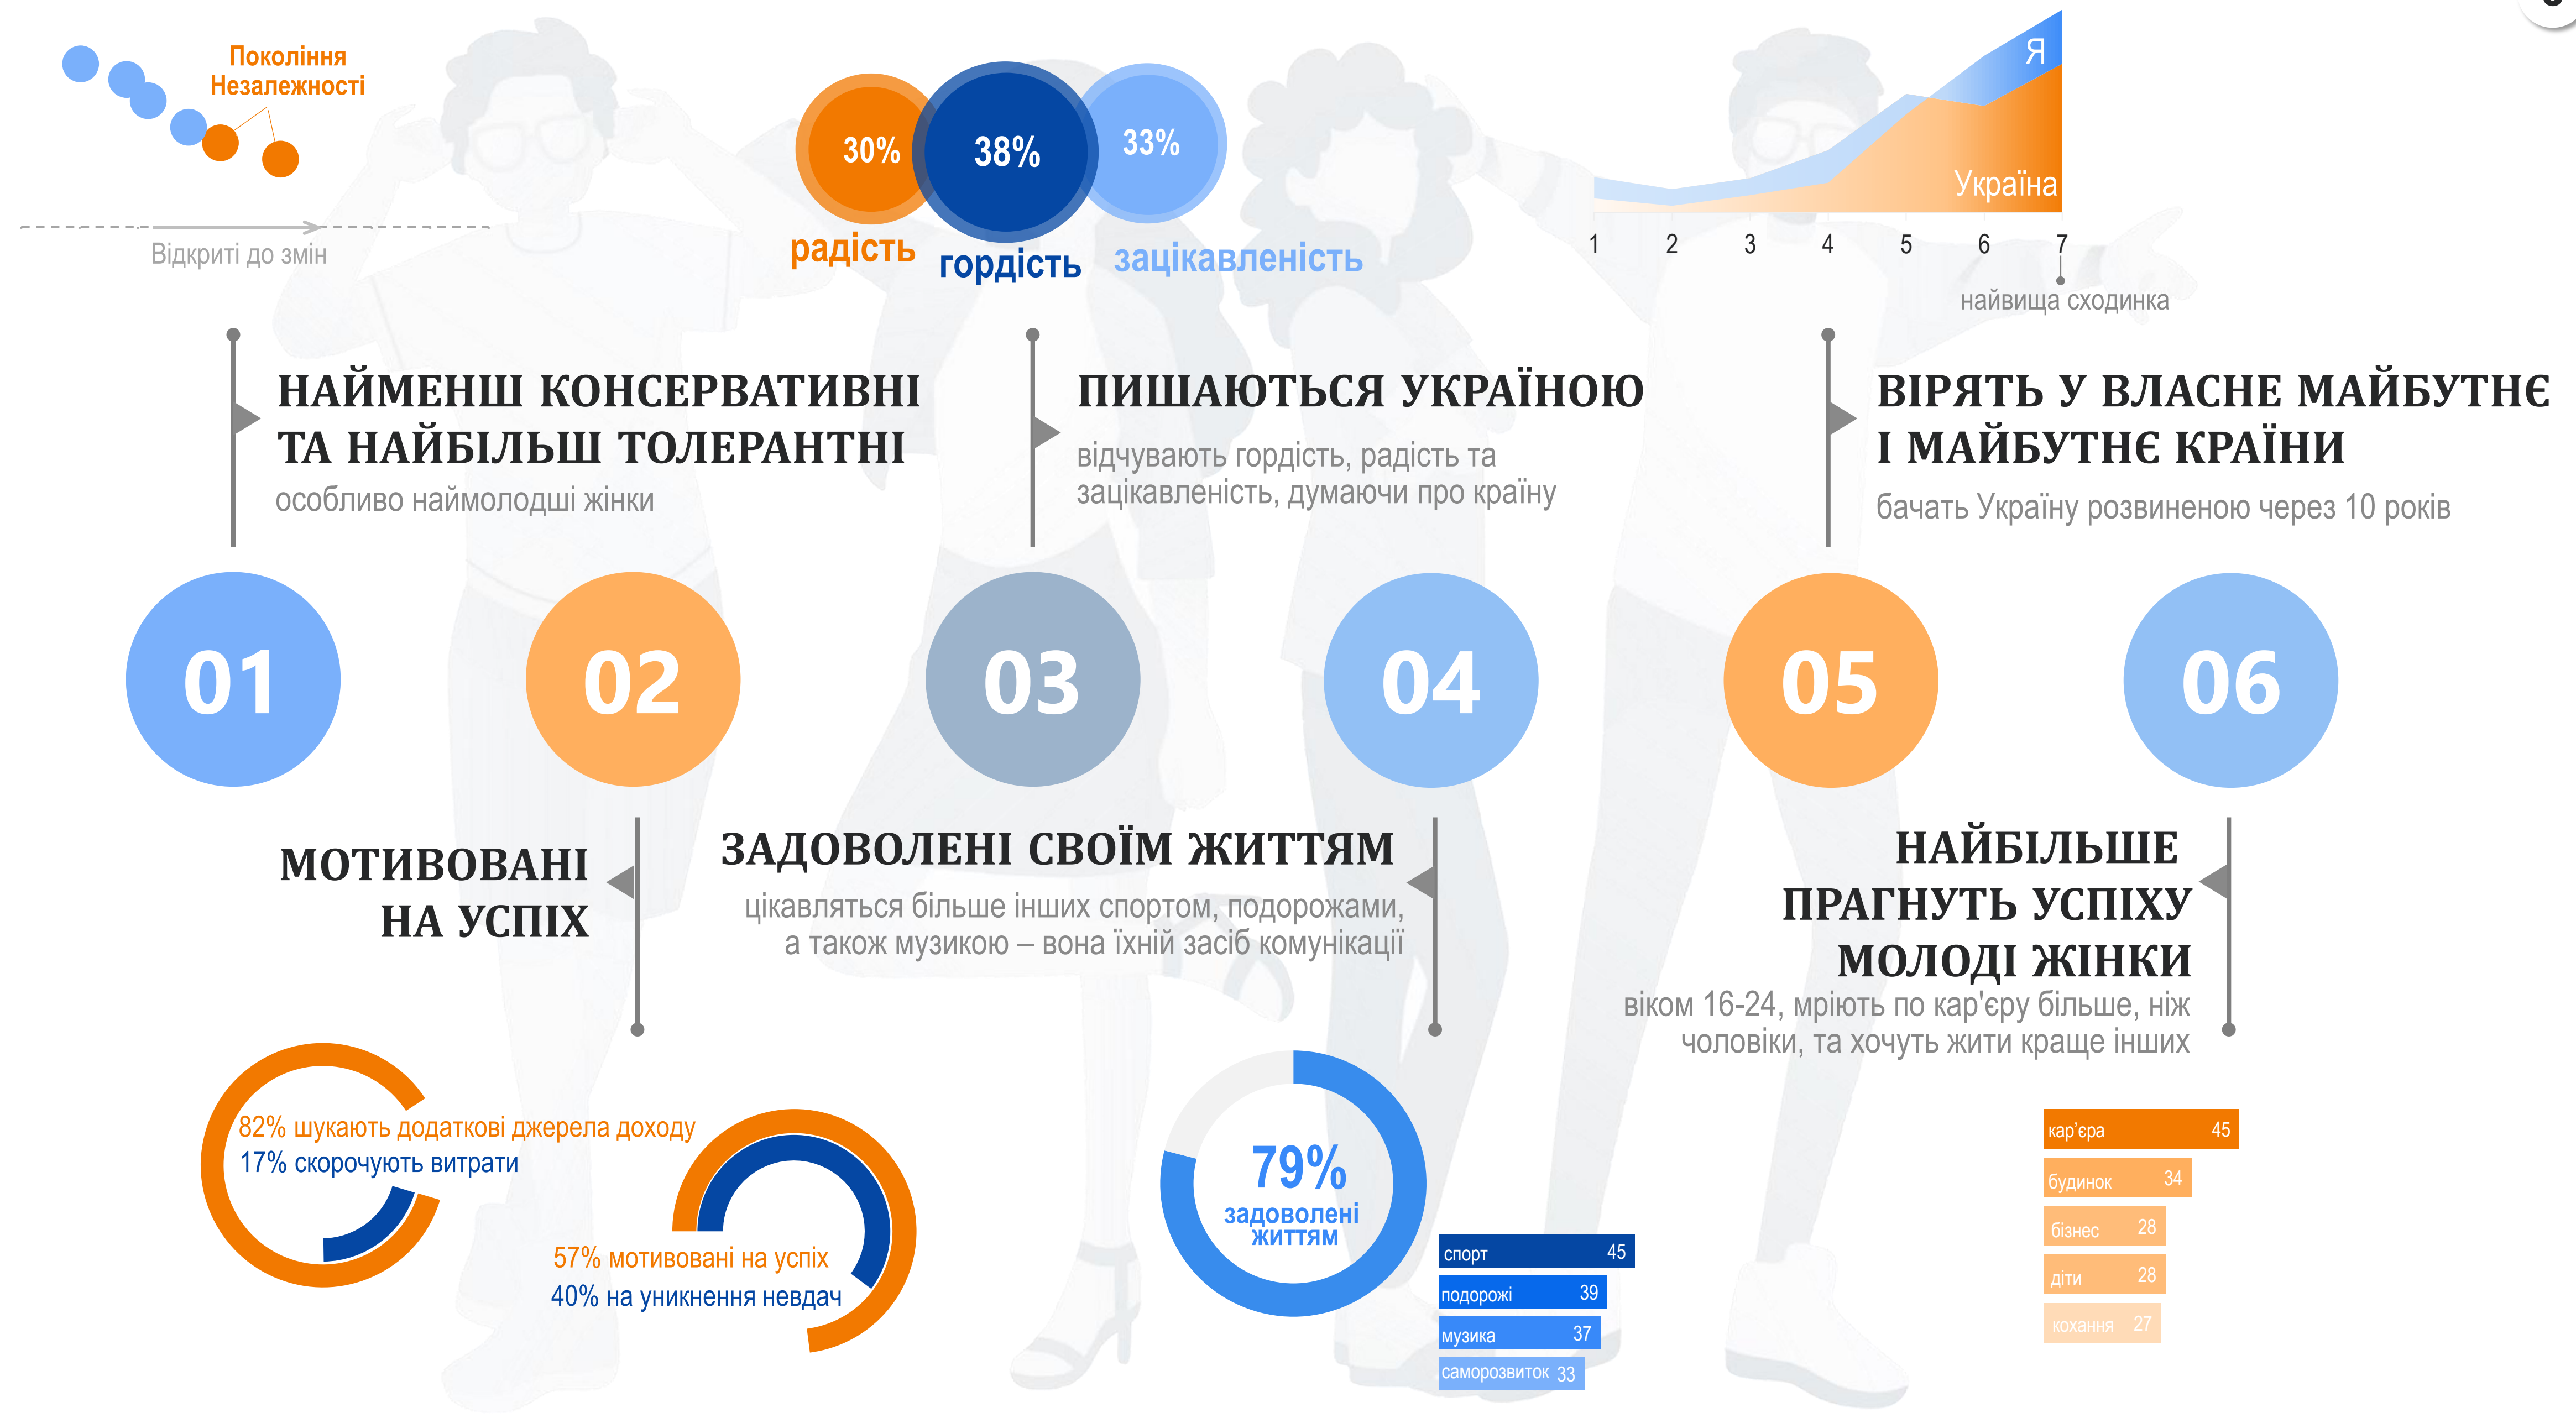 Покоління
Незалежності
Відкриті до змін
30%
38%
33%
радість
гордість
зацікавленість
Я
Україна
1 2 3 4 5 6 7
найвища сходинка
НАЙМЕНШ КОНСЕРВАТИВНІ
ТА НАЙБІЛЬШ ТОЛЕРАНТНІ
особливо наймолодші жінки
ПИШАЮТЬСЯ УКРАЇНОЮ
відчувають гордість, радість та
зацікавленість, думаючи про країну
ВІРЯТЬ У ВЛАСНЕ МАЙБУТНЄ
І МАЙБУТНЄ КРАЇНИ
бачать Україну розвиненою через 10 років
01
02
03
04
05
06
МОТИВОВАНІ
НА УСПІХ
82% шукають додаткові джерела доходу
17% скорочують витрати
57% мотивовані на успіх
40% на уникнення невдач
ЗАДОВОЛЕНІ СВОЇМ ЖИТТЯМ
цікавляться більше інших спортом, подорожами,
а також музикою – вона їхній засіб комунікації
79%
задоволені
життям
спорт 45
подорожі 39
музика 37
саморозвиток 33
НАЙБІЛЬШЕ
ПРАГНУТЬ УСПІХУ
МОЛОДІ ЖІНКИ
віком 16-24, мріють по кар'єру більше, ніж
чоловіки, та хочуть жити краще інших
кар’єра 45
будинок 34
бізнес 28
діти 28
кохання 27